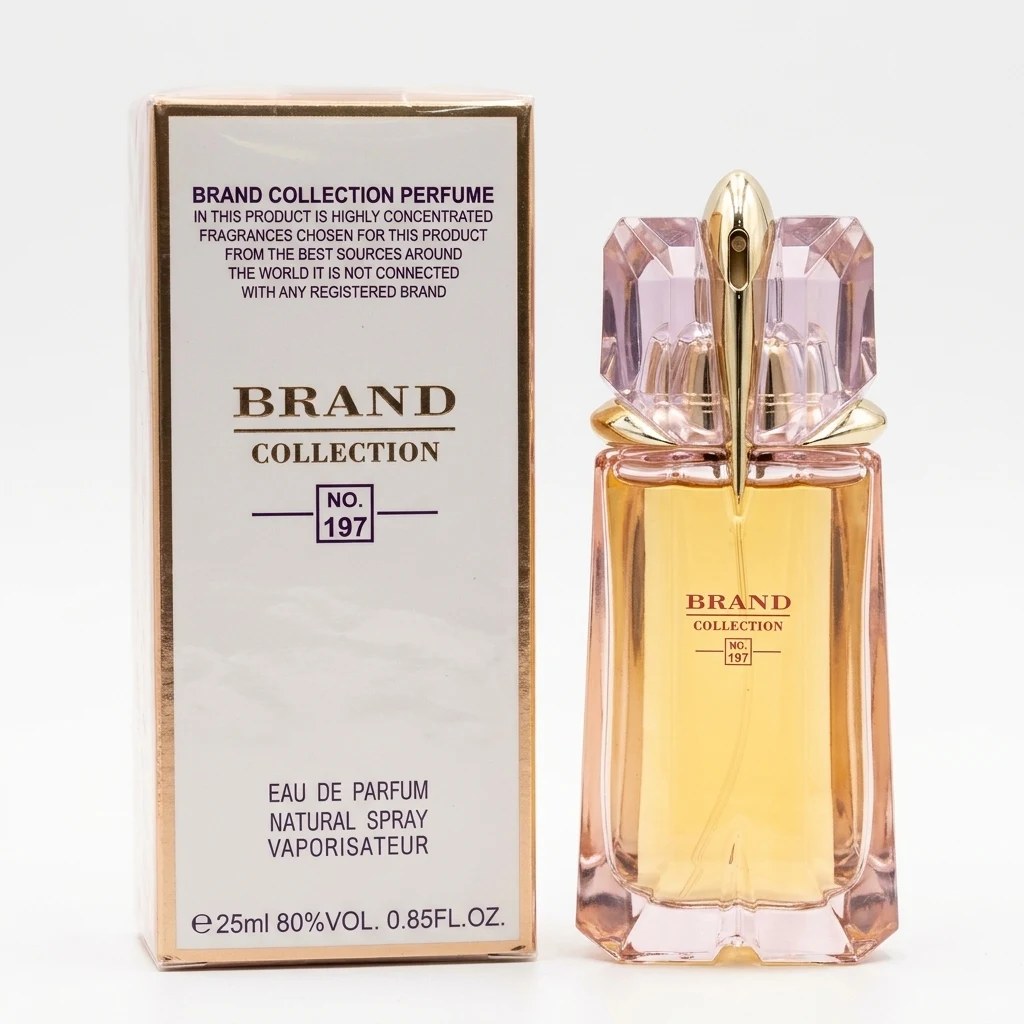 BRAND COLLECTION PERFUME
IN THIS PRODUCT IS HIGHLY CONCENTRATED
FRAGRANCES CHOSEN FOR THIS PRODUCT
FROM THE BEST SOURCES AROUND
THE WORLD IT IS NOT CONNECTED
WITH ANY REGISTERED BRAND
BRAND
COLLECTION
NO.
197
EAU DE PARFUM
NATURAL SPRAY
VAPORISATEUR
℮25ml 80%VOL. 0.85FL.OZ.
BRAND
COLLECTION
NO.
197